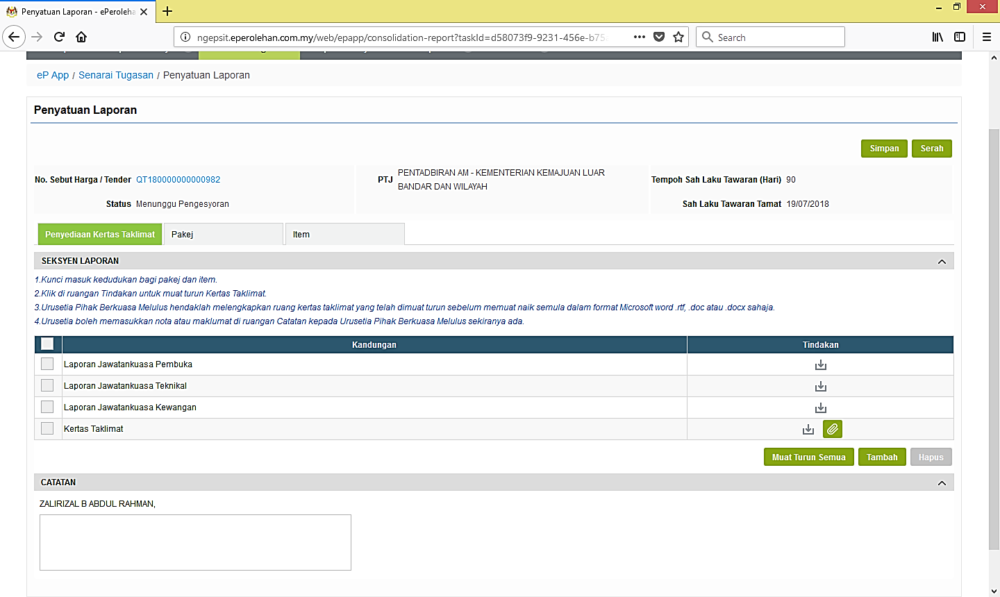 Penyatuan Laporan - ePeroleha
ngepsit.eperolehan.com.my/web/epapp/consolidation-report?taskId=d58073f9-9231-456e-b75
Search
eP App / Senarai Tugasan / Penyatuan Laporan
Penyatuan Laporan
Simpan Serah
No. Sebut Harga / Tender QT180000000000982
PTJ PENTADBIRAN AM - KEMENTERIAN KEMAJUAN LUAR
BANDAR DAN WILAYAH
Tempoh Sah Laku Tawaran (Hari) 90
Status Menunggu Pengesyoran
Sah Laku Tawaran Tamat 19/07/2018
Penyediaan Kertas Taklimat Pakej Item
SEKSYEN LAPORAN
1.Kunci masuk kedudukan bagi pakej dan item.
2.Klik di ruangan Tindakan untuk muat turun Kertas Taklimat.
3.Urusetia Pihak Berkuasa Melulus hendaklah melengkapkan ruang kertas taklimat yang telah dimuat turun sebelum memuat naik semula dalam format Microsoft word .rtf, .doc atau .docx sahaja.
4.Urusetia boleh memasukkan nota atau maklumat di ruangan Catatan kepada Urusetia Pihak Berkuasa Melulus sekiranya ada.
Kandungan Tindakan
Laporan Jawatankuasa Pembuka
Laporan Jawatankuasa Teknikal
Laporan Jawatankuasa Kewangan
Kertas Taklimat
Muat Turun Semua Tambah Hapus
CATATAN
ZALIRIZAL B ABDUL RAHMAN,